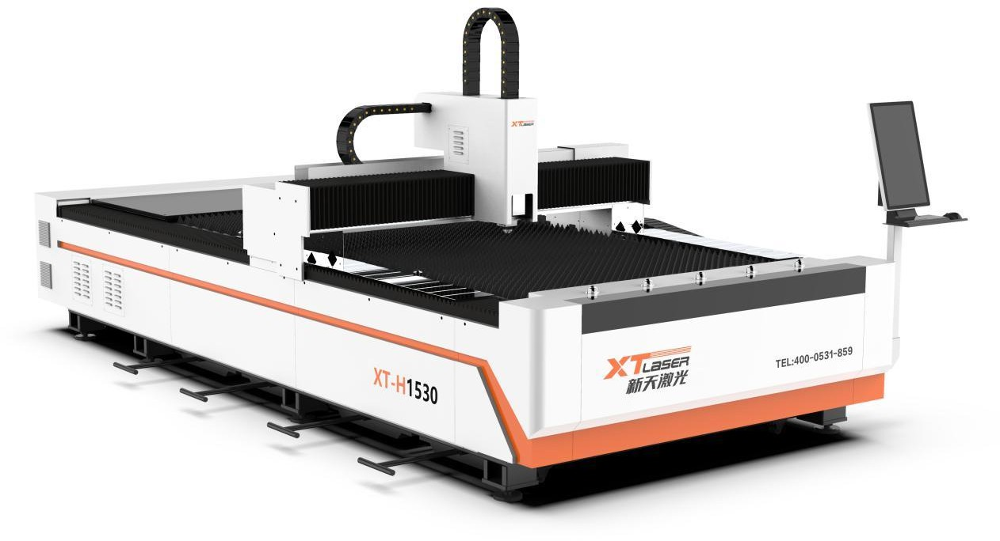 XT LASER
XT-H1530
XT LASER
新天激光
TEL:400-0531-859